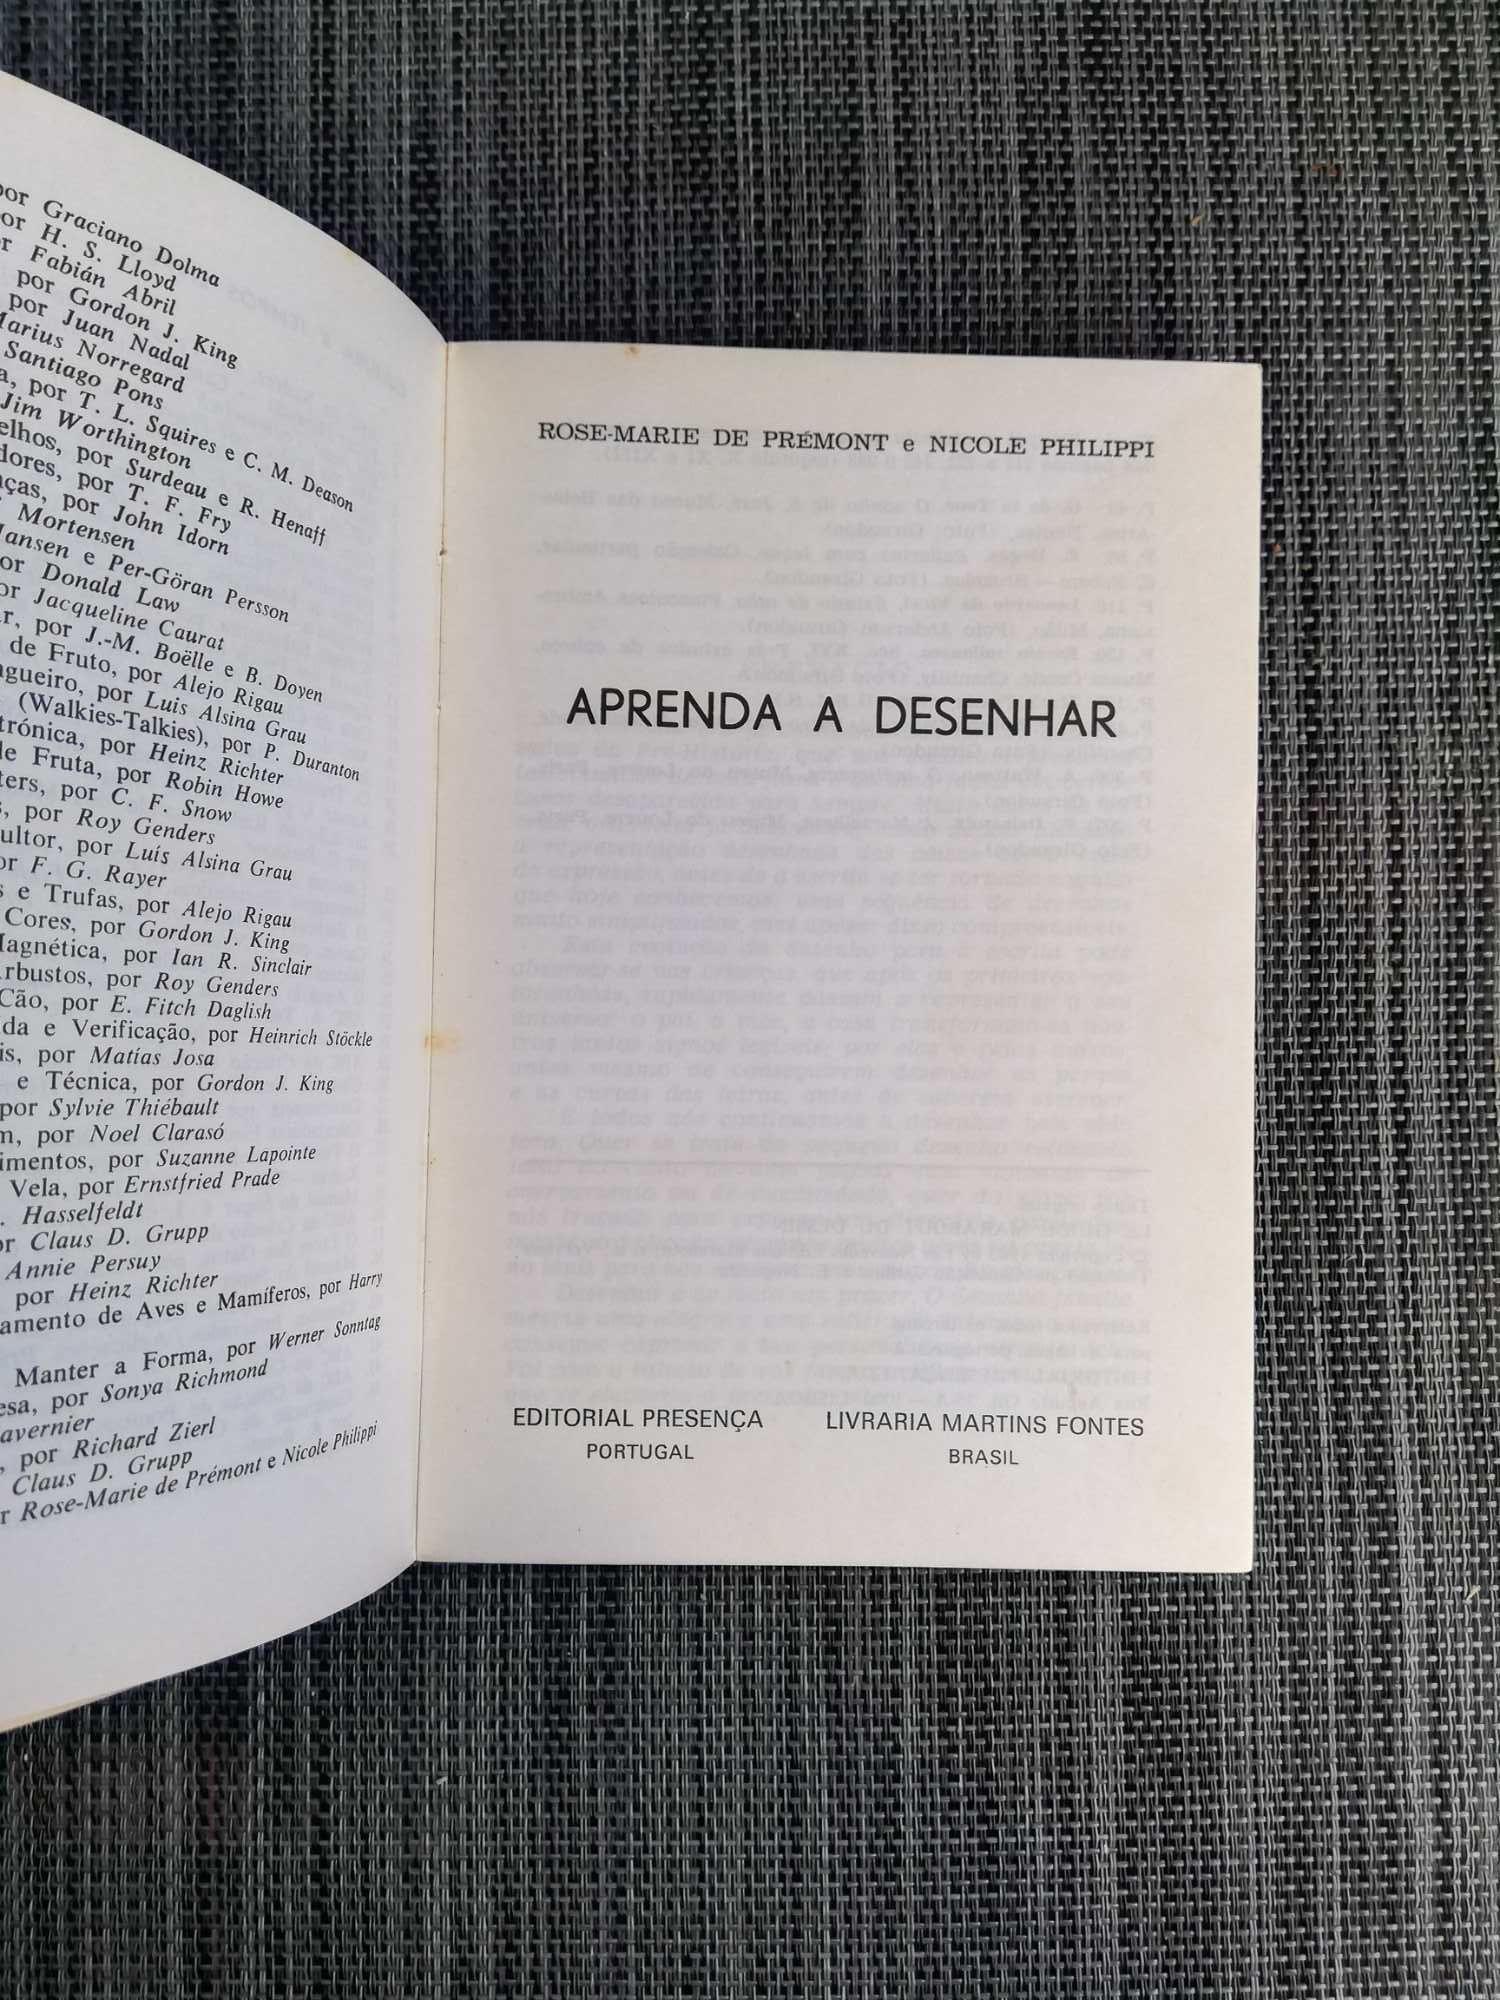 por Graciano Dolma
por H. S. Lloyd
Fabián Abril
por Gordon J. King
por Juan Nadal
Marius Norregard
Santiago Pons
a, por T. L. Squires e C. M. Deason
Jim Worthington
elhos, por Surdeau e R. Henaff
dores, por T. F. Fry
ças, por John Idorn
Mortensen
Hansen e Per-Göran Persson
or Donald Law
or Jacqueline Caurat
r, por J.-M. Boëlle e B. Doyen
de Fruto, por Alejo Rigau
gueiro, por Luis Alsina Grau
(Walkies-Talkies), por P. Duranton
trónica, por Heinz Richter
de Fruta, por Robin Howe
ters, por C. F. Snow
s, por Roy Genders
ultor, por Luís Alsina Grau
or F. G. Rayer
s e Trufas, por Alejo Rigau
Cores, por Gordon J. King
Magnética, por Ian R. Sinclair
Arbustos, por Roy Genders
Cão, por E. Fitch Daglish
da e Verificação, por Heinrich Stöckle
is, por Matías Josa
e Técnica, por Gordon J. King
por Sylvie Thiébault
m, por Noel Clarasó
imentos, por Suzanne Lapointe
Vela, por Ernstfried Prade
. Hasselfeldt
or Claus D. Grupp
Annie Persuy
por Heinz Richter
amento de Aves e Mamíferos, por Harry
Manter a Forma, por Werner Sonntag
esa, por Sonya Richmond
avernier
, por Richard Zierl
Claus D. Grupp
r Rose-Marie de Prémont e Nicole Philippi
ROSE-MARIE DE PRÉMONT e NICOLE PHILIPPI
APRENDA A DESENHAR
EDITORIAL PRESENÇA
PORTUGAL
LIVRARIA MARTINS FONTES
BRASIL